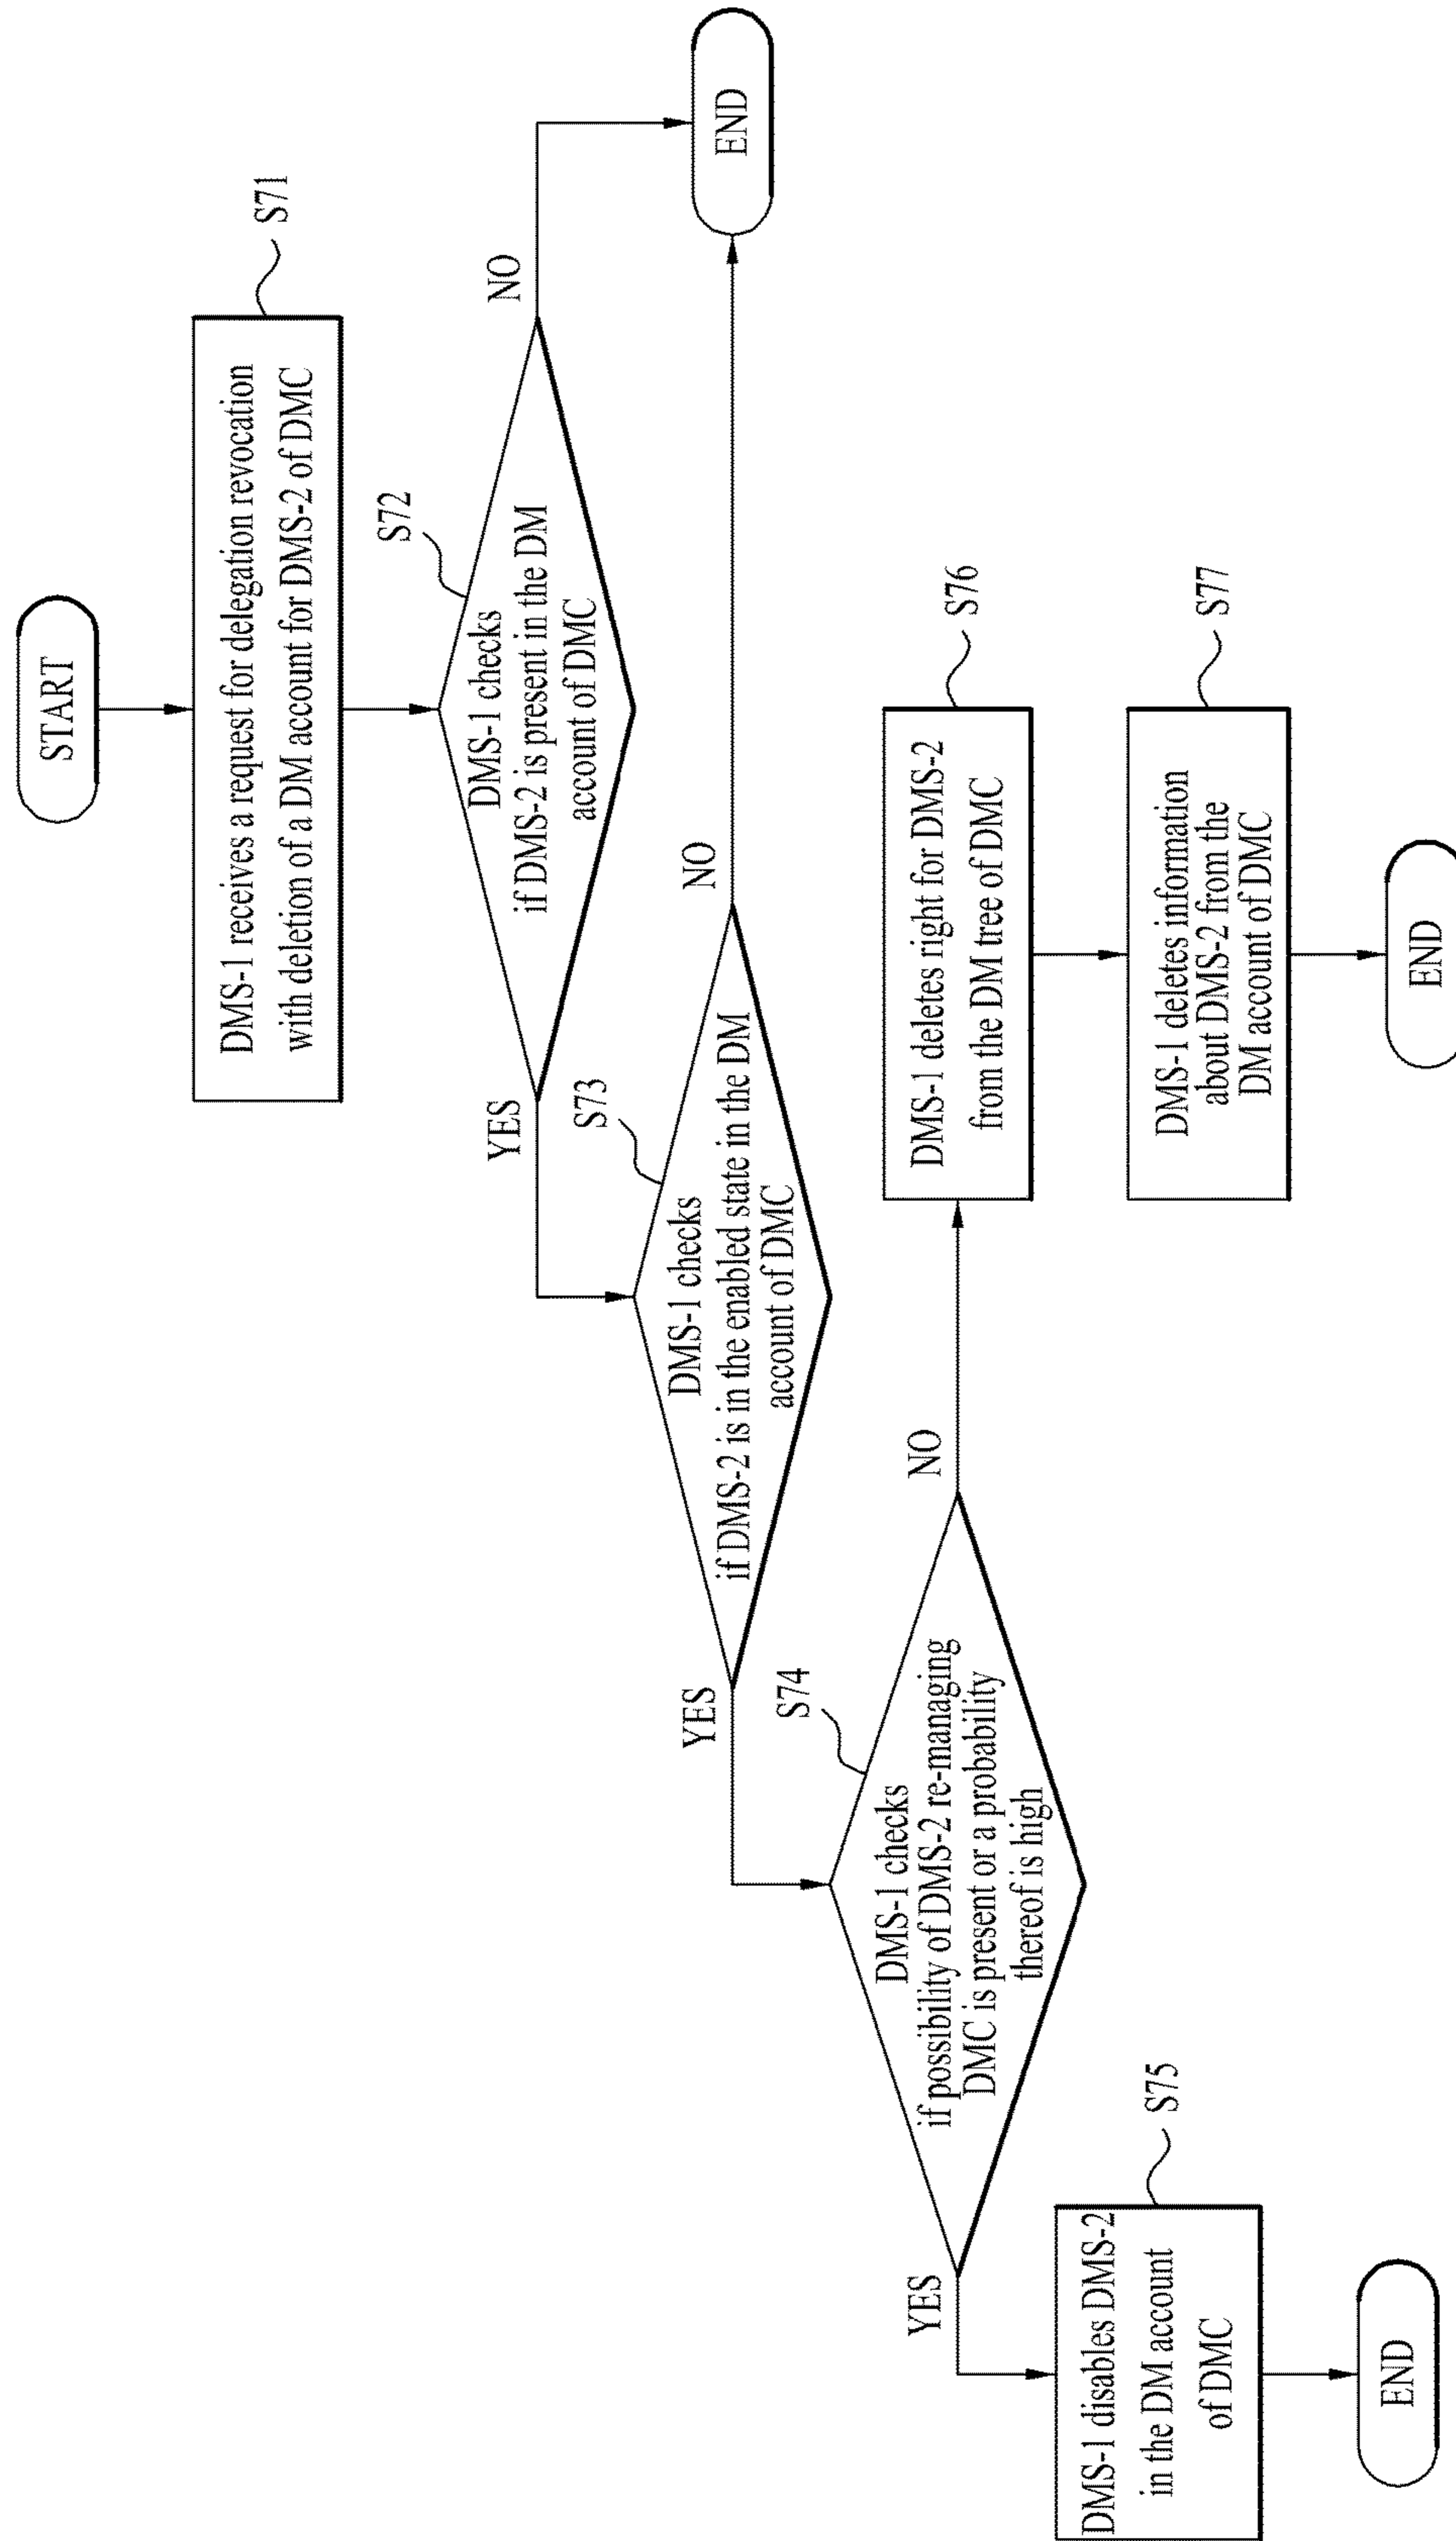 START
DMS-1 receives a request for delegation revocation
with deletion of a DM account for DMS-2 of DMC
S71
DMS-1 checks
if DMS-2 is present in the DM
account of DMC
S72
YES
NO
DMS-1 checks
if DMS-2 is in the enabled state in the DM
account of DMC
S73
YES
NO
END
DMS-1 checks
if possibility of DMS-2 re-managing
DMC is present or a probability
thereof is high
S74
YES
NO
DMS-1 disables DMS-2
in the DM account
of DMC
S75
END
DMS-1 deletes right for DMS-2
from the DM tree of DMC
S76
DMS-1 deletes information
about DMS-2 from the
DM account of DMC
S77
END